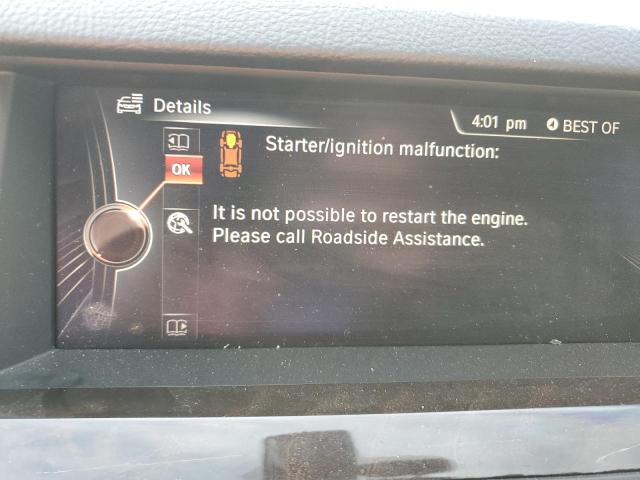 Details
4:01 pm
BEST OF
OK
Starter/ignition malfunction:
It is not possible to restart the engine.
Please call Roadside Assistance.